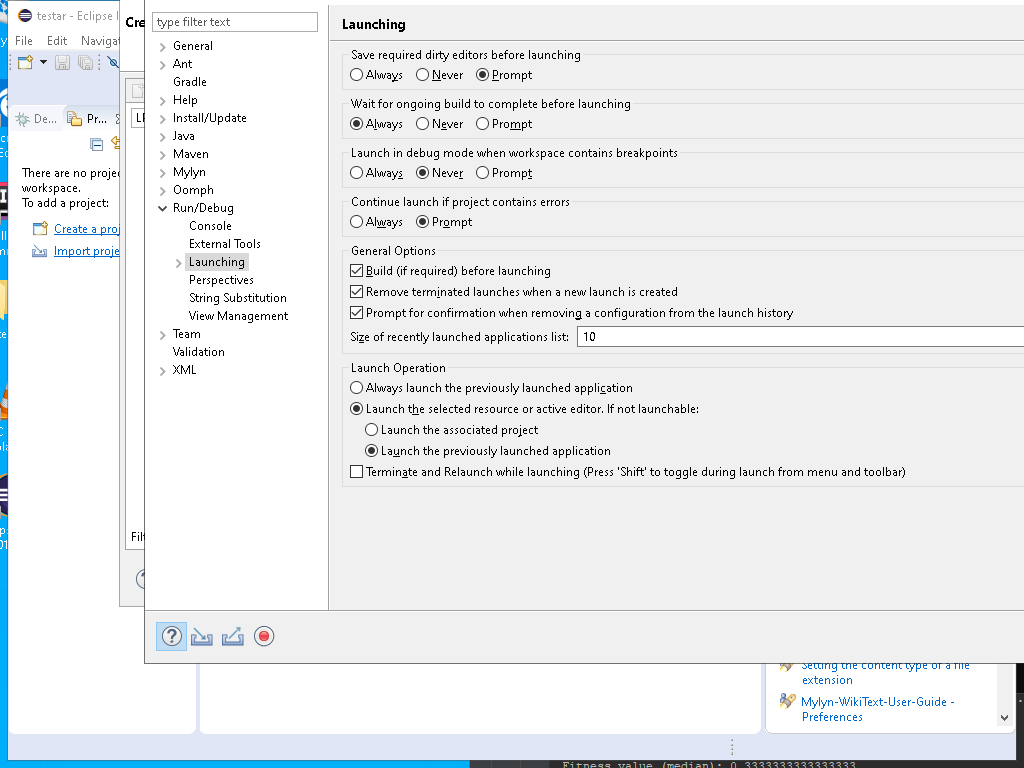 testar - Eclipse I
File Edit Navigat
De...
Pr...
There are no proje
workspace.
To add a project:
Create a proj
Import proje
Cre
Filt
type filter text
General
Ant
Gradle
Help
Install/Update
Java
Maven
Mylyn
Oomph
Run/Debug
Console
External Tools
Launching
Perspectives
String Substitution
View Management
Team
Validation
XML
Launching
Save required dirty editors before launching
Always Never Prompt
Wait for ongoing build to complete before launching
Always Never Prompt
Launch in debug mode when workspace contains breakpoints
Always Never Prompt
Continue launch if project contains errors
Always Prompt
General Options
Build (if required) before launching
Remove terminated launches when a new launch is created
Prompt for confirmation when removing a configuration from the launch history
Size of recently launched applications list: 10
Launch Operation
Always launch the previously launched application
Launch the selected resource or active editor. If not launchable:
Launch the associated project
Launch the previously launched application
Terminate and Relaunch while launching (Press 'Shift' to toggle during launch from menu and toolbar)
Setting the content type of a file
extension
Mylyn-WikiText-User-Guide -
Preferences
Fitness value (median): 0.3333333333333333